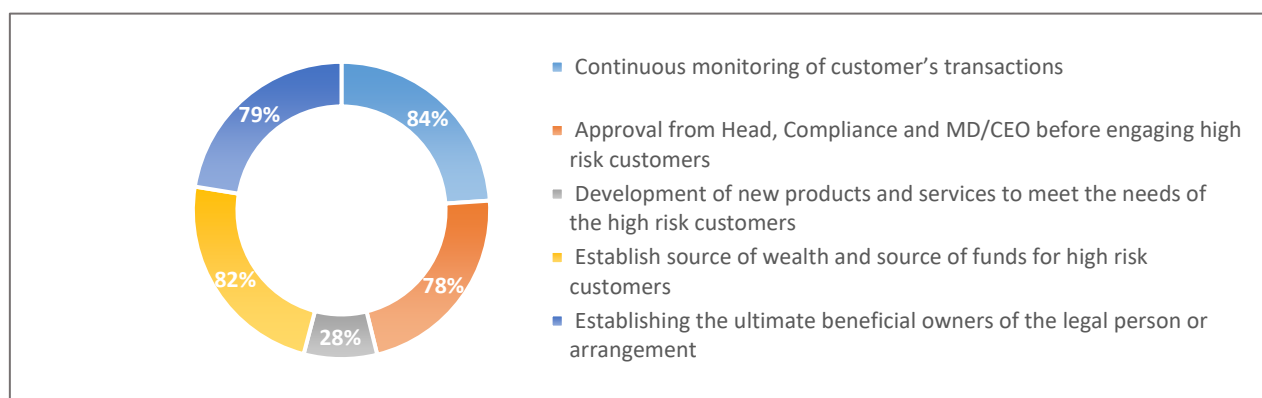 79%
84%
82%
78%
28%
Continuous monitoring of customer’s transactions
Approval from Head, Compliance and MD/CEO before engaging high
risk customers
Development of new products and services to meet the needs of
the high risk customers
Establish source of wealth and source of funds for high risk
customers
Establishing the ultimate beneficial owners of the legal person or
arrangement